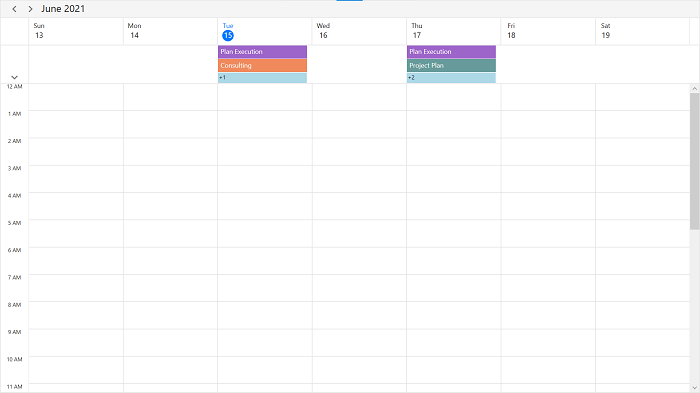 June 2021
Sun Mon Tue Wed Thu Fri Sat
13 14 15 16 17 18 19
Plan Execution Plan Execution
Consulting Project Plan
+1 +2
12 AM
1 AM
2 AM
3 AM
4 AM
5 AM
6 AM
7 AM
8 AM
9 AM
10 AM
11 AM